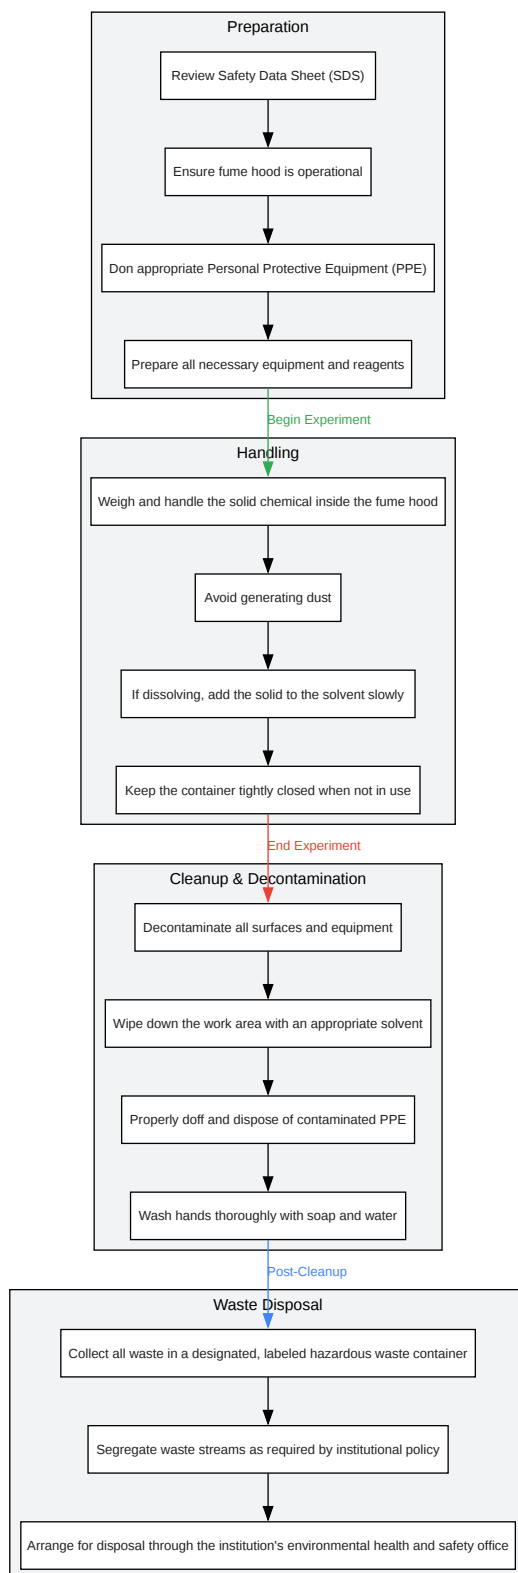 Preparation
Review Safety Data Sheet (SDS)
Ensure fume hood is operational
Don appropriate Personal Protective Equipment (PPE)
Prepare all necessary equipment and reagents
Begin Experiment
Handling
Weigh and handle the solid chemical inside the fume hood
Avoid generating dust
If dissolving, add the solid to the solvent slowly
Keep the container tightly closed when not in use
End Experiment
Cleanup & Decontamination
Decontaminate all surfaces and equipment
Wipe down the work area with an appropriate solvent
Properly doff and dispose of contaminated PPE
Wash hands thoroughly with soap and water
Post-Cleanup
Waste Disposal
Collect all waste in a designated, labeled hazardous waste container
Segregate waste streams as required by institutional policy
Arrange for disposal through the institution's environmental health and safety office